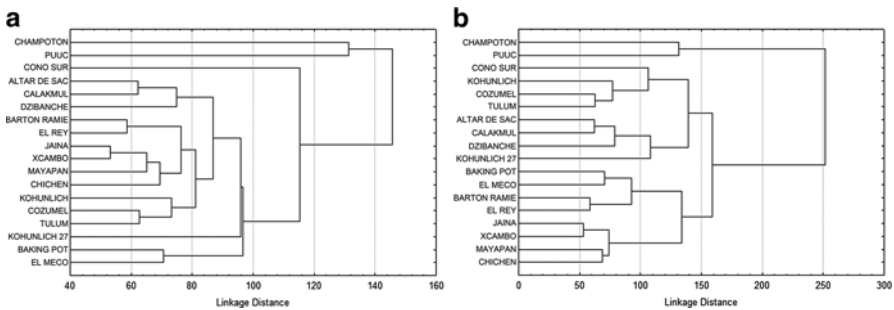 a
CHAMPOTON
PUUC
CONO SUR
ALTAR DE SAC
CALAKMUL
DZIBANCHE
BARTON RAMIE
EL REY
JAINA
XCAMBO
MAYAPAN
CHICHEN
KOHUNLICH
COZUMEL
TULUM
KOHUNLICH 27
BAKING POT
EL MECO
40 60 80 100 120 140 160
Linkage Distance
b
CHAMPOTON
PUUC
CONO SUR
KOHUNLICH
COZUMEL
TULUM
ALTAR DE SAC
CALAKMUL
DZIBANCHE
KOHUNLICH 27
BAKING POT
EL MECO
BARTON RAMIE
EL REY
JAINA
XCAMBO
MAYAPAN
CHICHEN
0 50 100 150 200 250 300
Linkage Distance